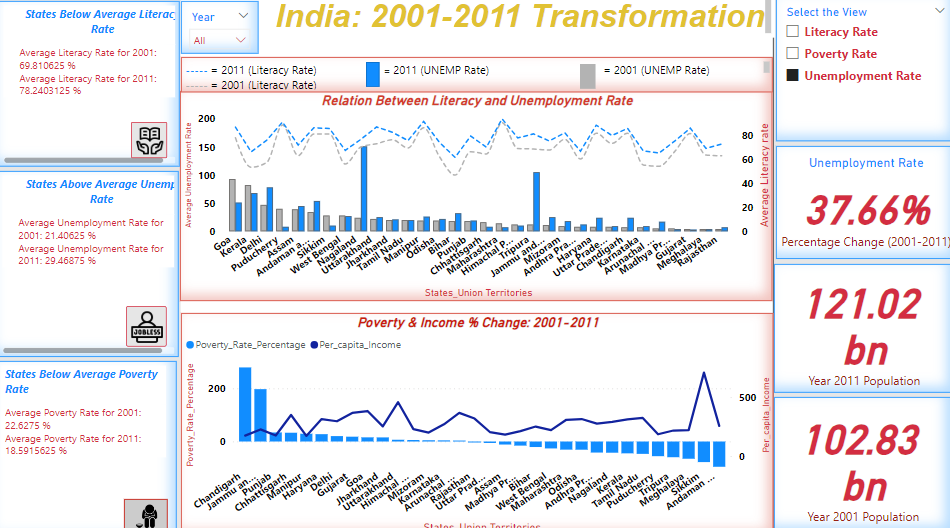 States Below Average Literac
Rate
Average Literacy Rate for 2001:
69.810625 %
Average Literacy Rate for 2011:
78.2403125 %
States Above Average Unemp
Rate
Average Unemployment Rate for
2001: 21.40625 %
Average Unemployment Rate for
2011: 29.46875 %
JOBLESS
States Below Average Poverty
Rate
Average Poverty Rate for 2001:
22.6275 %
Average Poverty Rate for 2011:
18.5915625 %
Year
All
India: 2001-2011 Transformation
= 2011 (Literacy Rate)
= 2011 (UNEMP Rate)
= 2001 (UNEMP Rate)
= 2001 (Literacy Rate)
Relation Between Literacy and Unemployment Rate
Average Unemployment Rate
200
150
100
50
0
80
60
40
20
0
Average Literacy rate
Goa
Kerala
Delhi
Puducherry
Assam
Andaman a...
Sikkim
West Bengal
Nagaland
Uttarakhand
Jharkhand
Tamil Nadu
Manipur
Odisha
Bihar
Punjab
Chhattisgarh
Maharashtra
Himachal P...
Tripura
Jammu and...
Mizoram
Andhra Pra...
Haryana
Uttar Prade...
Chandigarh
Karnataka
Arunachal ...
Madhya Pr...
Gujarat
Meghalaya
Rajasthan
States_Union Territories
Poverty & Income % Change: 2001-2011
Poverty_Rate_Percentage
Per_capita_Income
Poverty_Rate_Percentage
200
0
500
0
Per_capita_Income
Chandigarh
Jammu an...
Punjab
Chhattisgarh
Manipur
Haryana
Delhi
Gujarat
Goa
Jharkhand
Uttarakhand
Himachal ...
Mizoram
Karnataka
Arunachal ...
Rajasthan
Uttar Prad...
Assam
Madhya Pr...
Bihar
West Bengal
Maharashtra
Odisha
Andhra Pr...
Nagaland
Kerala
Tamil Nadu
Puducherry
Tripura
Meghalaya
Sikkim
Andaman ...
States_Union Territories
Select the View
Literacy Rate
Poverty Rate
Unemployment Rate
Unemployment Rate
37.66%
Percentage Change (2001-2011)
121.02
bn
Year 2011 Population
102.83
bn
Year 2001 Population